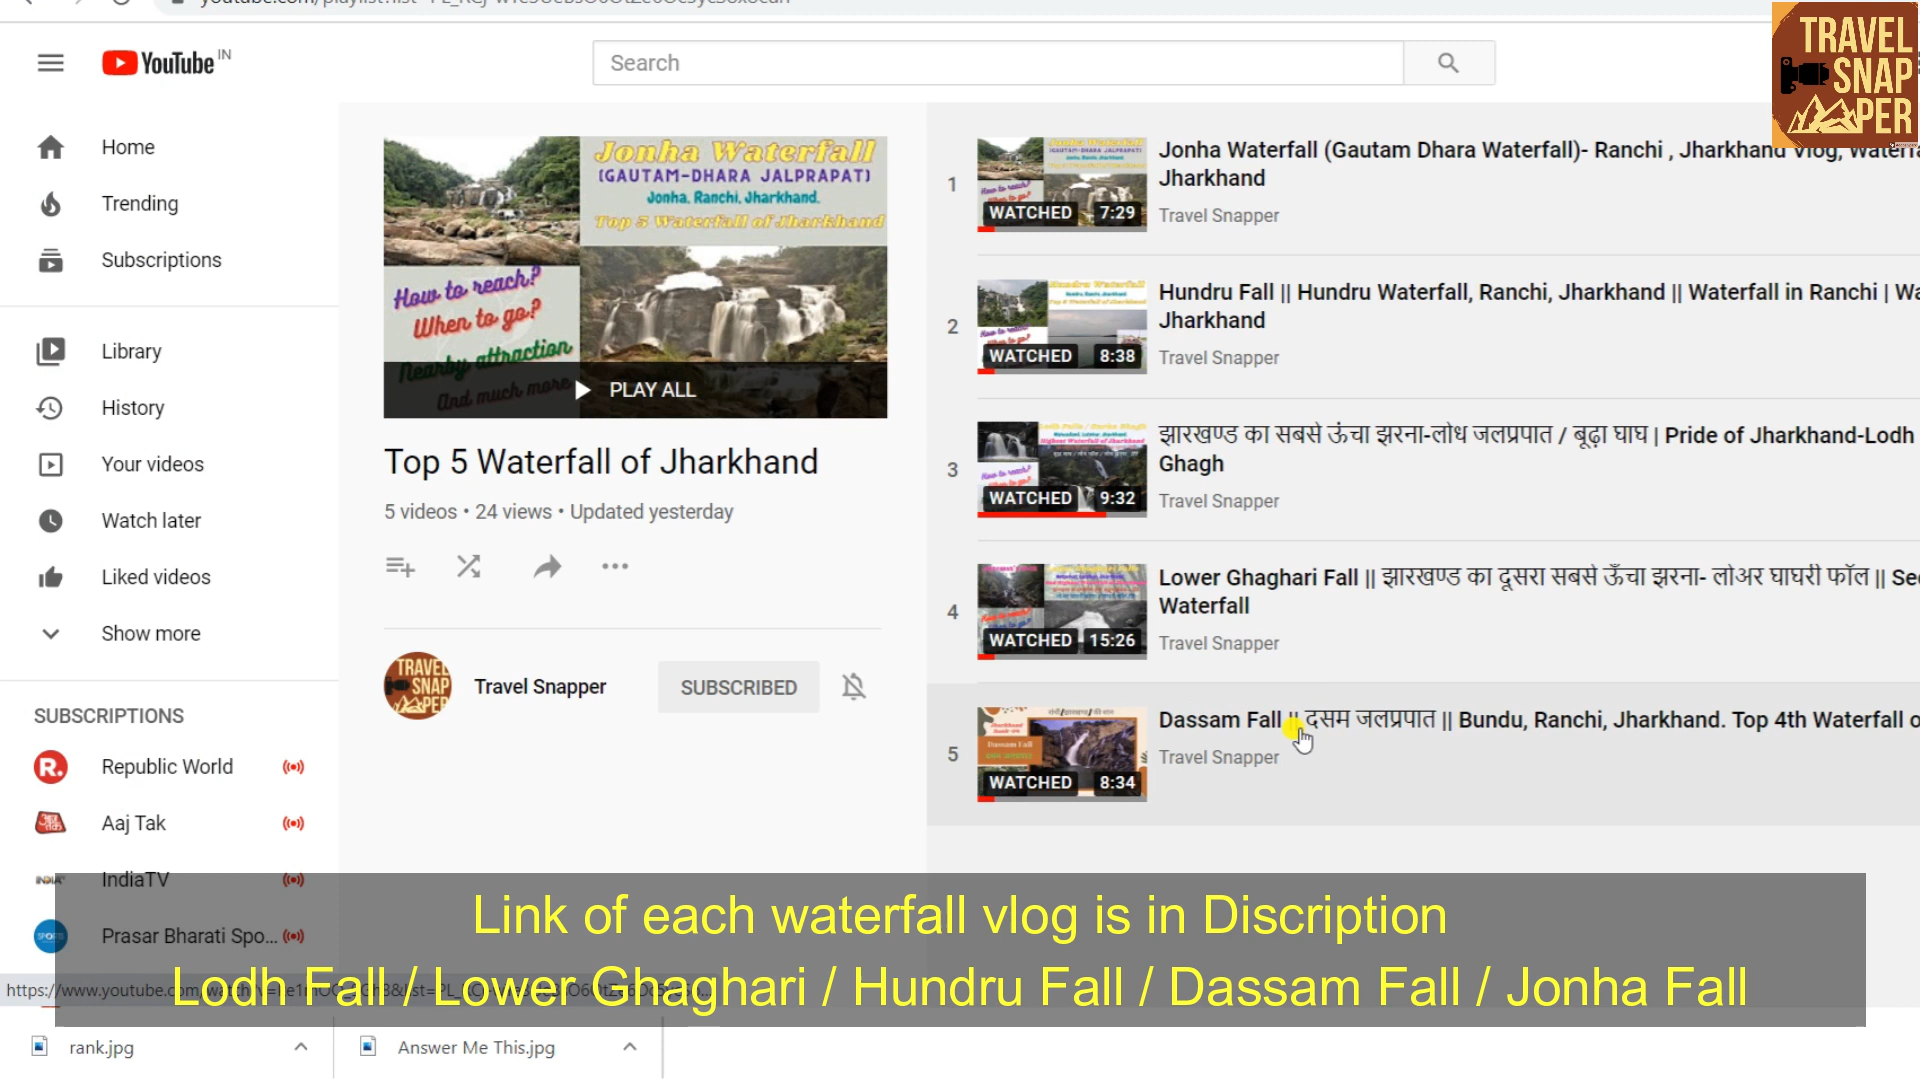 YouTube IN
Search
TRAVEL
SNAP
PER
Home
Trending
Subscriptions
Library
History
Your videos
Watch later
Liked videos
Show more
SUBSCRIPTIONS
Republic World
Aaj Tak
IndiaTV
Prasar Bharati Spo...
Jonha Waterfall
(GAUTAM-DHARA JALPRAPAT)
Jonha, Ranchi, Jharkhand.
Top 5 Waterfall of Jharkhand
How to reach?
When to go?
Nearby attraction
And much more
PLAY ALL
Top 5 Waterfall of Jharkhand
5 videos • 24 views • Updated yesterday
TRAVEL
SNAP
PER
Travel Snapper
SUBSCRIBED
1
WATCHED 7:29
Jonha Waterfall (Gautam Dhara Waterfall)- Ranchi , Jharkhand Vlog,
Jharkhand
Travel Snapper
2
WATCHED 8:38
Hundru Fall || Hundru Waterfall, Ranchi, Jharkhand || Waterfall in Ranchi |
Jharkhand
Travel Snapper
3
WATCHED 9:32
झारखण्ड का सबसे ऊंचा झरना-लोध जलप्रपात / बूढ़ा घाघ | Pride of Jharkhand-Lodh
Ghagh
Travel Snapper
4
WATCHED 15:26
Lower Ghaghari Fall || झारखण्ड का दूसरा सबसे ऊँचा झरना- लोअर घाघरी फॉल ||
Waterfall
Travel Snapper
5
Dassam Fall
WATCHED 8:34
Dassam Fall || दसम जलप्रपात || Bundu, Ranchi, Jharkhand. Top 4th Waterfall
Travel Snapper
Link of each waterfall vlog is in Discription
Lodh Fall / Lower Ghaghari / Hundru Fall / Dassam Fall / Jonha Fall
rank.jpg
Answer Me This.jpg